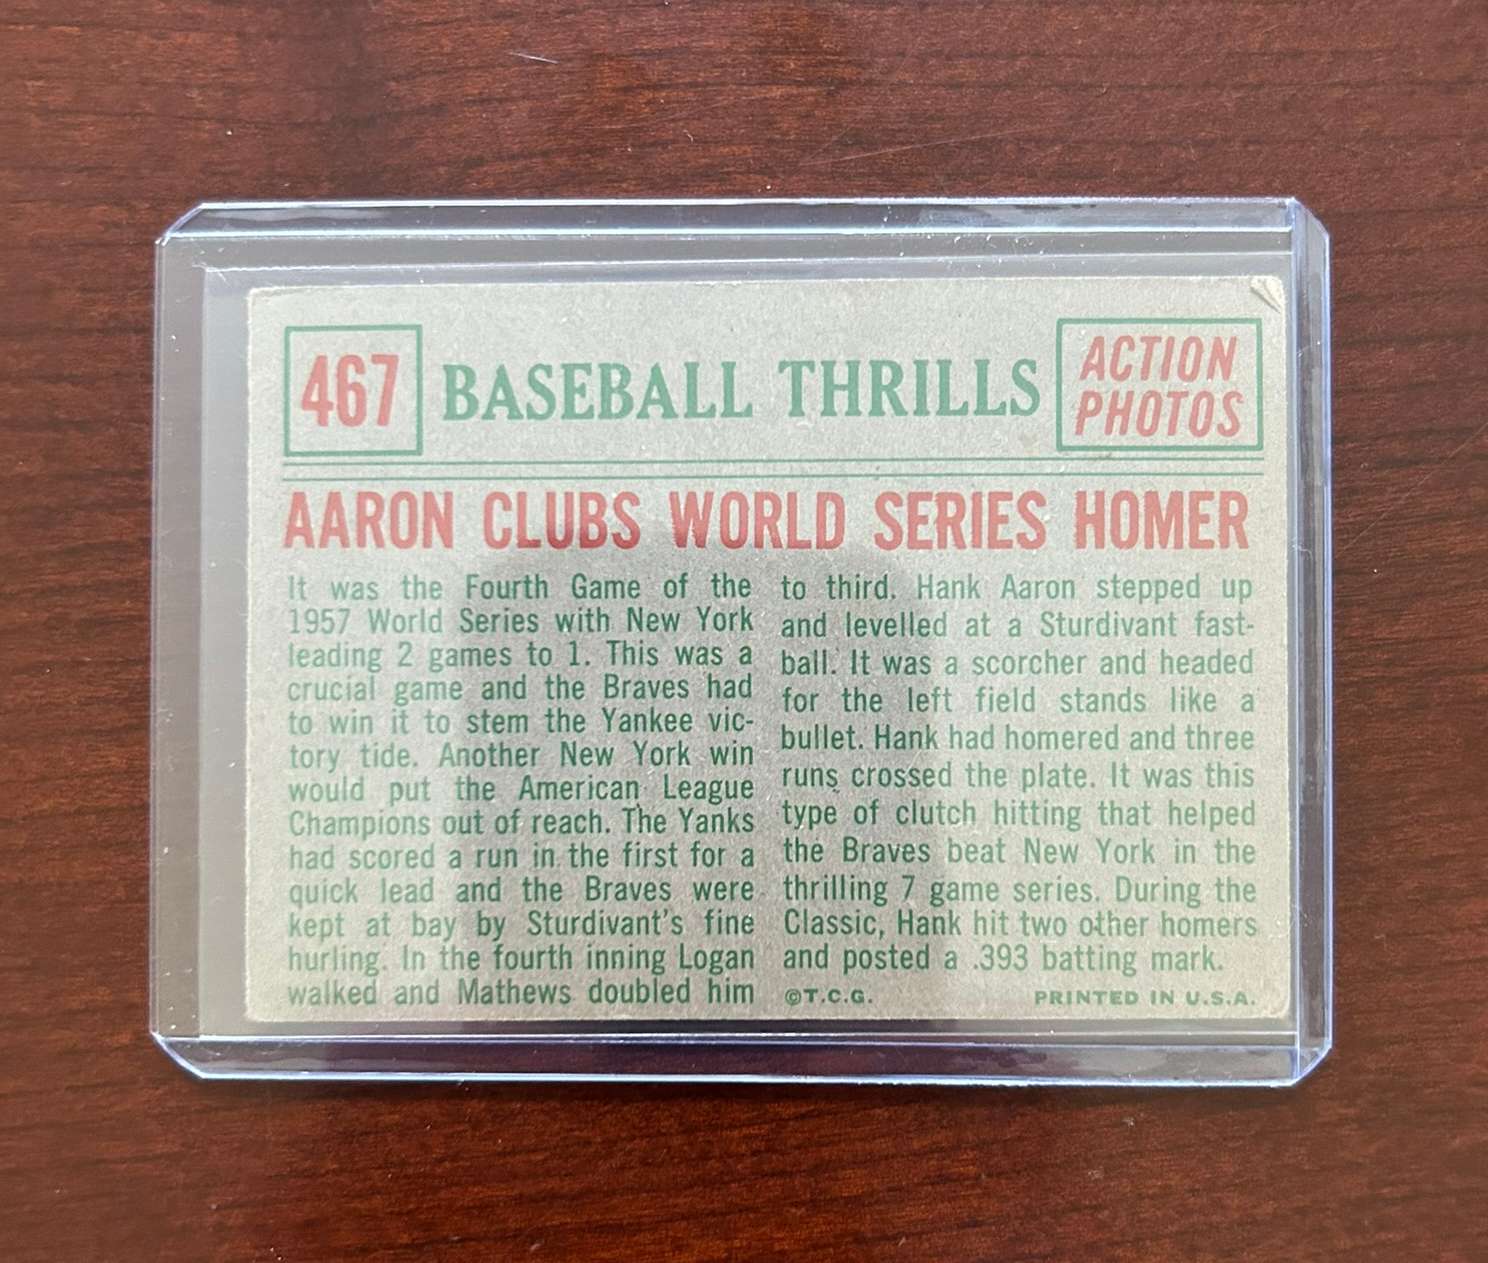 467
BASEBALL THRILLS
ACTION
PHOTOS
AARON CLUBS WORLD SERIES HOMER
It was the Fourth Game of the
1957 World Series with New York
leading 2 games to 1. This was a
crucial game and the Braves had
to win it to stem the Yankee vic-
tory tide. Another New York win
would put the American League
Champions out of reach. The Yanks
had scored a run in the first for a
quick lead and the Braves were
kept at bay by Sturdivant's fine
hurling. In the fourth inning Logan
walked and Mathews doubled him
to third. Hank Aaron stepped up
and levelled at a Sturdivant fast-
ball. It was a scorcher and headed
for the left field stands like a
bullet. Hank had homered and three
runs crossed the plate. It was this
type of clutch hitting that helped
the Braves beat New York in the
thrilling 7 game series. During the
Classic, Hank hit two other homers
and posted a .393 batting mark.
©T.C.G.
PRINTED IN U.S.A.